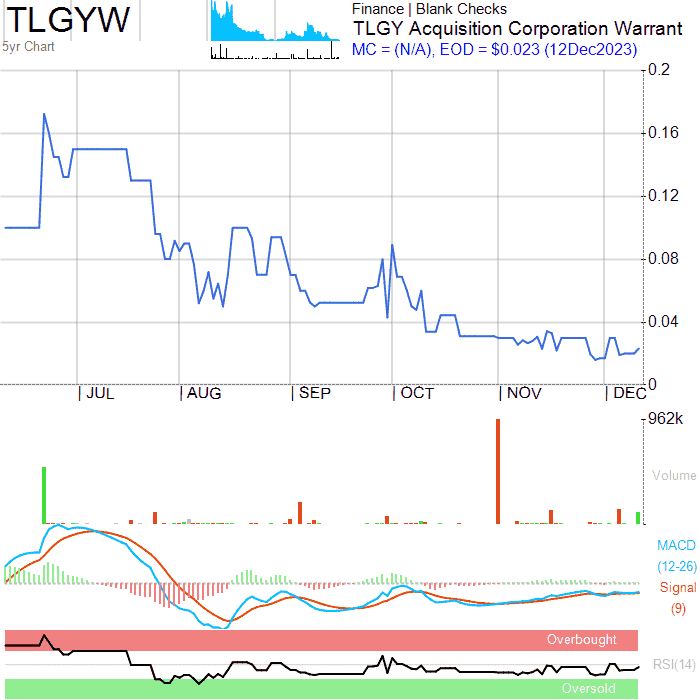 TLGYW
5yr Chart
Finance | Blank Checks
TLGY Acquisition Corporation Warrant
MC = (N/A), EOD = $0.023 (12Dec2023)
0.2
0.16
0.12
0.08
0.04
0
JUL AUG SEP OCT NOV DEC
962k
Volume
MACD
(12-26)
Signal
(9)
Overbought
RSI(14)
Oversold